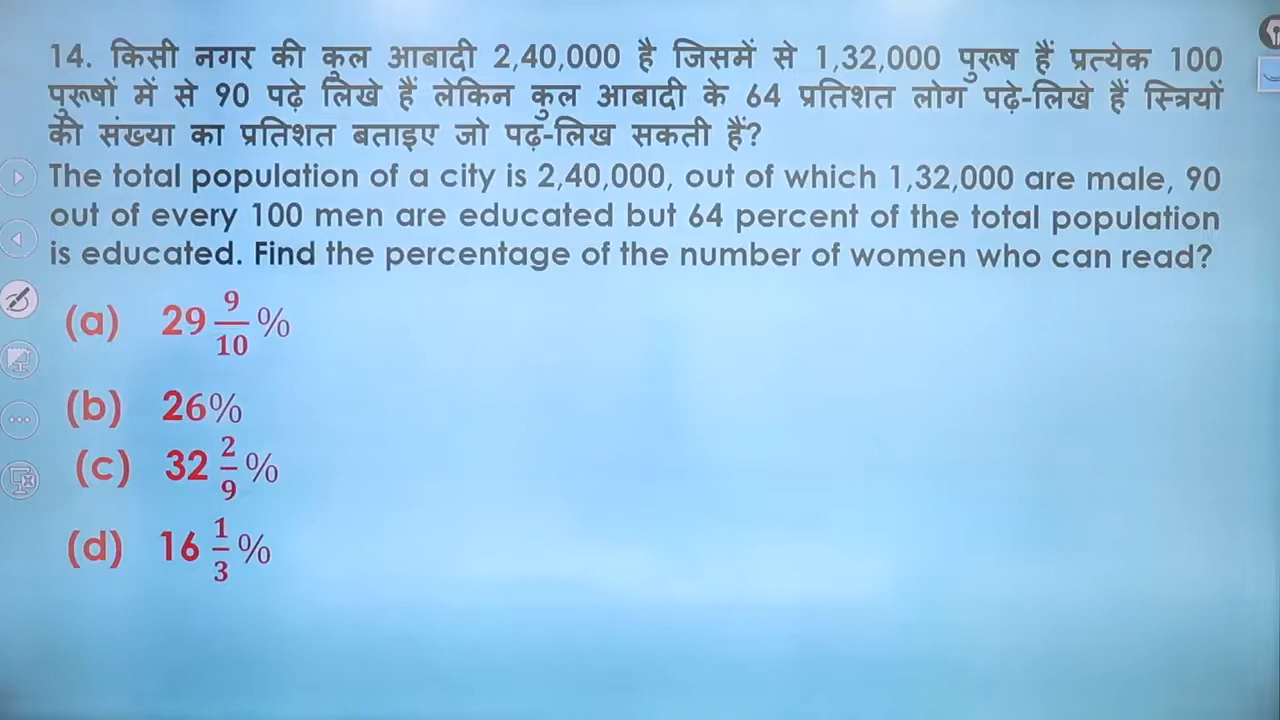 14. किसी नगर की कुल आबादी 2,40,000 है जिसमें से 1,32,000 पुरूष हैं प्रत्येक 100
पुरूषों में से 90 पढ़े लिखे हैं लेकिन कुल आबादी के 64 प्रतिशत लोग पढ़े-लिखे हैं स्त्रियों
की संख्या का प्रतिशत बताइए जो पढ़-लिख सकती हैं?
The total population of a city is 2,40,000, out of which 1,32,000 are male, 90
out of every 100 men are educated but 64 percent of the total population
is educated. Find the percentage of the number of women who can read?
(a) 29 9/10 %
(b) 26%
(c) 32 2/9 %
(d) 16 1/3 %